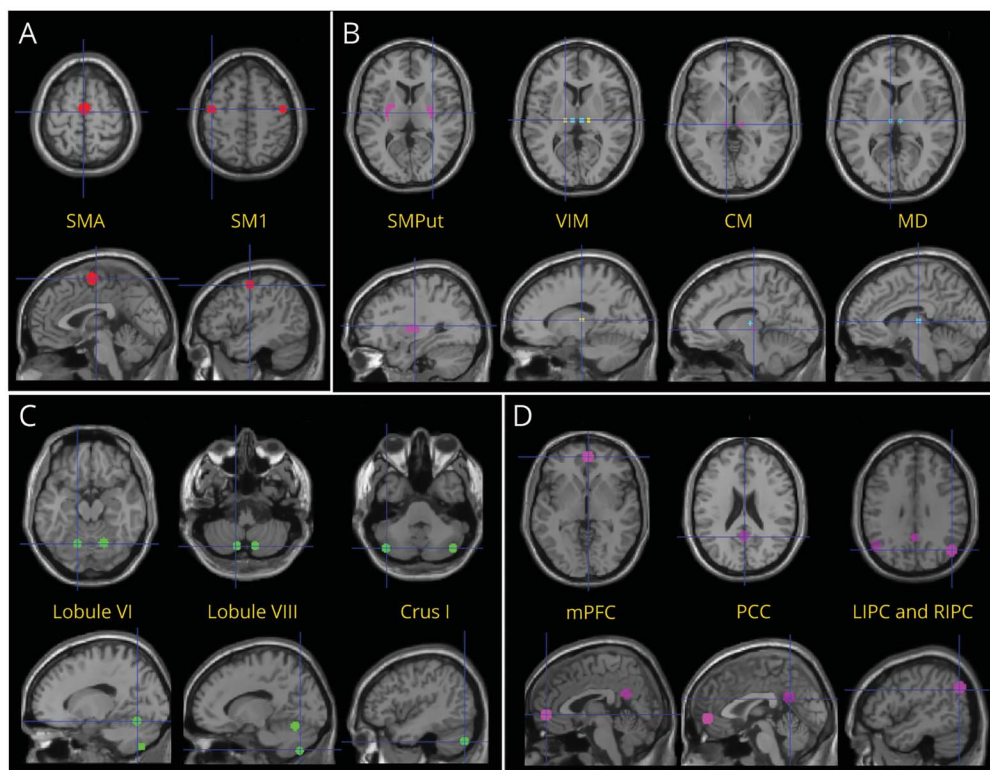 A
SMA
SM1
B
SMPut
VIM
CM
MD
C
Lobule VI
Lobule VIII
Crus I
D
mPFC
PCC
LIPC and RIPC